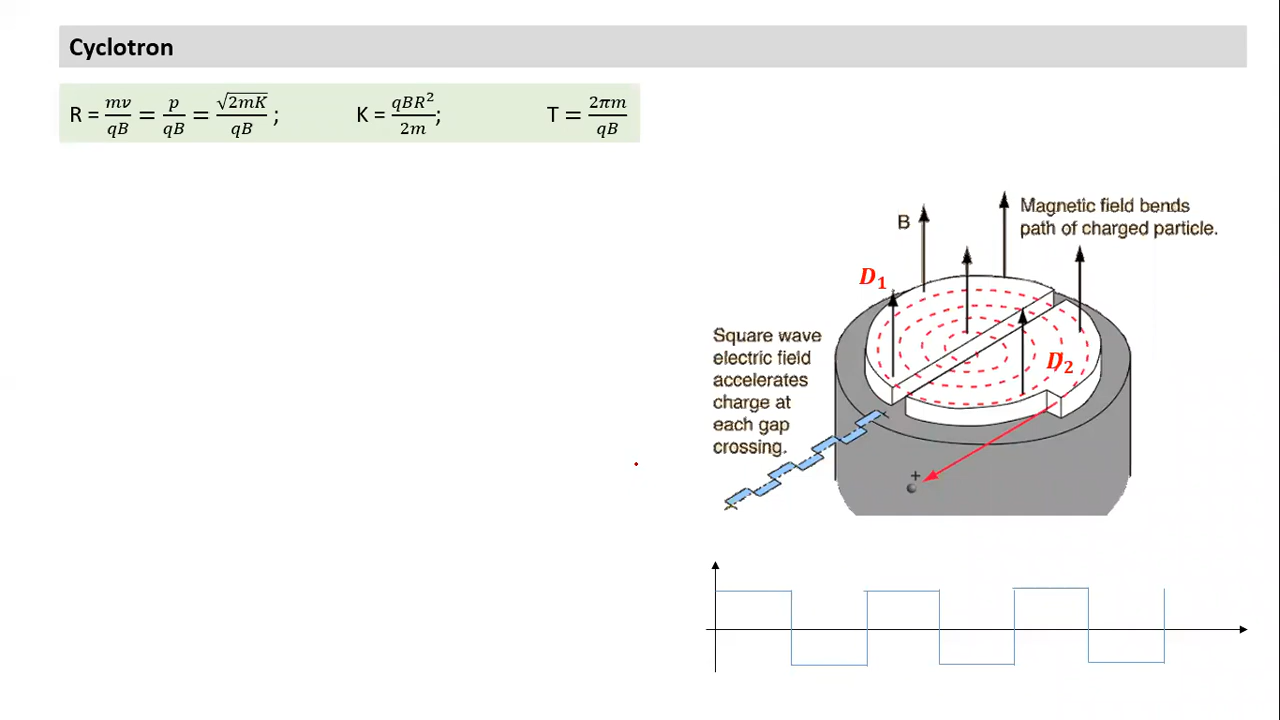 Cyclotron
R = mv/qB = p/qB = √2mK/qB ; K = qBR²/2m; T = 2πm/qB
Magnetic field bends
path of charged particle.
B
D₁
Square wave
electric field
accelerates
charge at
each gap
crossing.
D₂
+